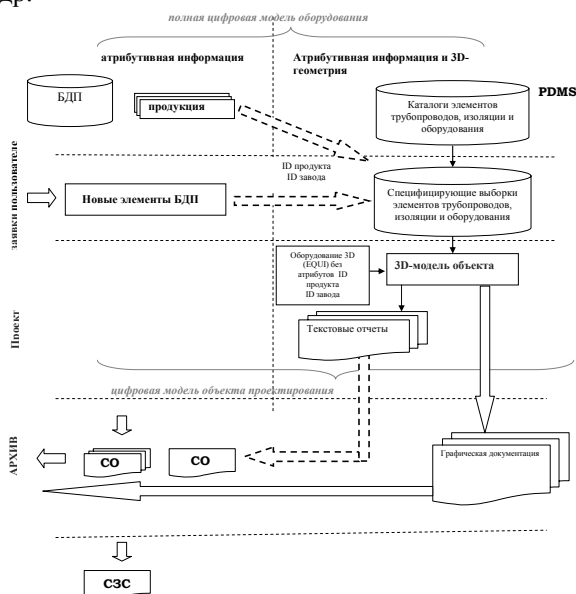 др.
полная цифровая модель оборудования
атрибутивная информация
Атрибутивная информация и 3D-
геометрия
БДП
продукция
PDMS
Каталоги элементов
трубопроводов, изоляции и
оборудования
ID продукта
ID завода
заявки пользователе
Новые элементы БДП
Специфицирующие выборки
элементов трубопроводов,
изоляции и оборудования
Проект
Оборудование 3D
(EQUI) без
атрибутов ID
продукта
ID завода
3D-модель объекта
Текстовые отчеты
цифровая модель объекта проектирования
АРХИВ
СО
СО
Графическая документация
СЗС